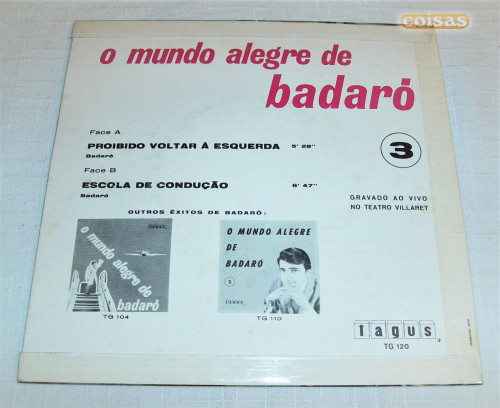 coisas
o mundo alegre de
badaró
Face A
PROIBIDO VOLTAR À ESQUERDA 5' 28''
Badaró
3
Face B
ESCOLA DE CONDUÇÃO 6' 47''
Badaró
GRAVADO AO VIVO
NO TEATRO VILLARET
OUTROS ÊXITOS DE BADARÓ:
o mundo alegre de
badaró
TG 104
O MUNDO ALEGRE
DE
BADARÓ
2
TG 110
tagus
TG 120